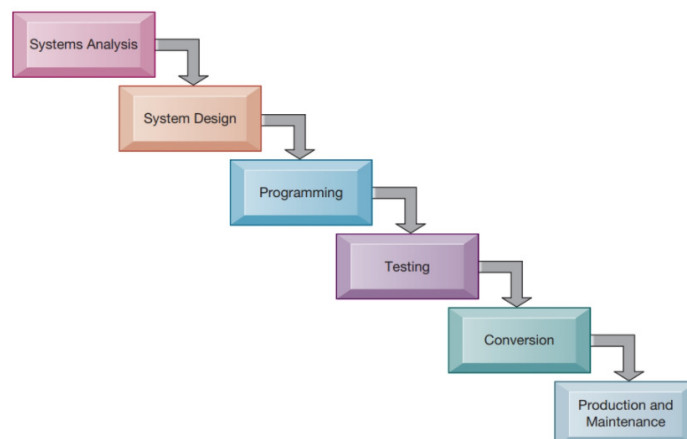 Systems Analysis
System Design
Programming
Testing
Conversion
Production and
Maintenance